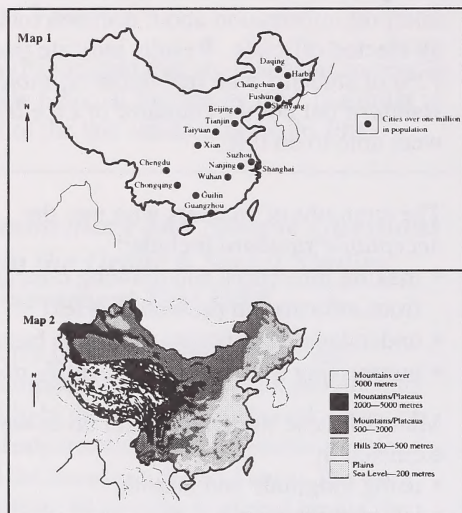 Map 1
Daqing
Harbin
Changchun
Fushun
Shenyang
Beijing
Tianjin
Taiyuan
Xian
Suzhou
Nanjing
Shanghai
Wuhan
Chengdu
Chongqing
Guilin
Guangzhou
N
Cities over one million
in population
Map 2
N
Mountains over
5000 metres
Mountains/Plateaus
2000—5000 metres
Mountains/Plateaus
500—2000
Hills 200—500 metres
Plains
Sea Level—200 metres